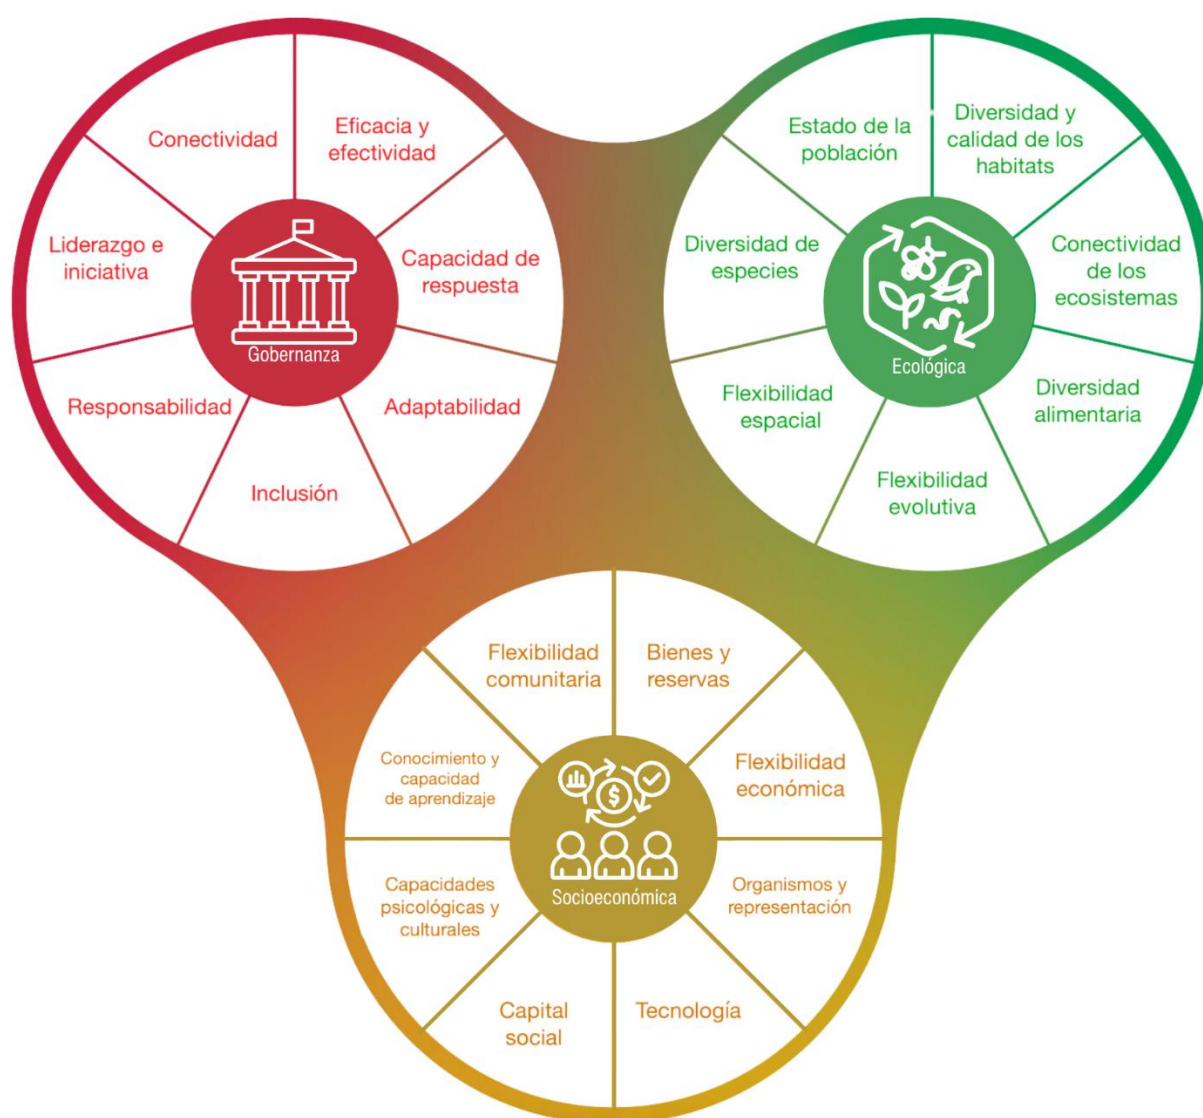 Conectividad
Eficacia y
efectividad
Capacidad de
respuesta
Adaptabilidad
Inclusión
Responsabilidad
Liderazgo e
iniciativa
Gobernanza
Estado de la
población
Diversidad y
calidad de los
habitats
Conectividad
de los
ecosistemas
Diversidad
alimentaria
Flexibilidad
evolutiva
Flexibilidad
espacial
Diversidad de
especies
Ecológica
Flexibilidad
comunitaria
Bienes y
reservas
Flexibilidad
económica
Organismos y
representación
Tecnología
Capital
social
Capacidades
psicológicas y
culturales
Conocimiento y
capacidad
de aprendizaje
$
Socioeconómica